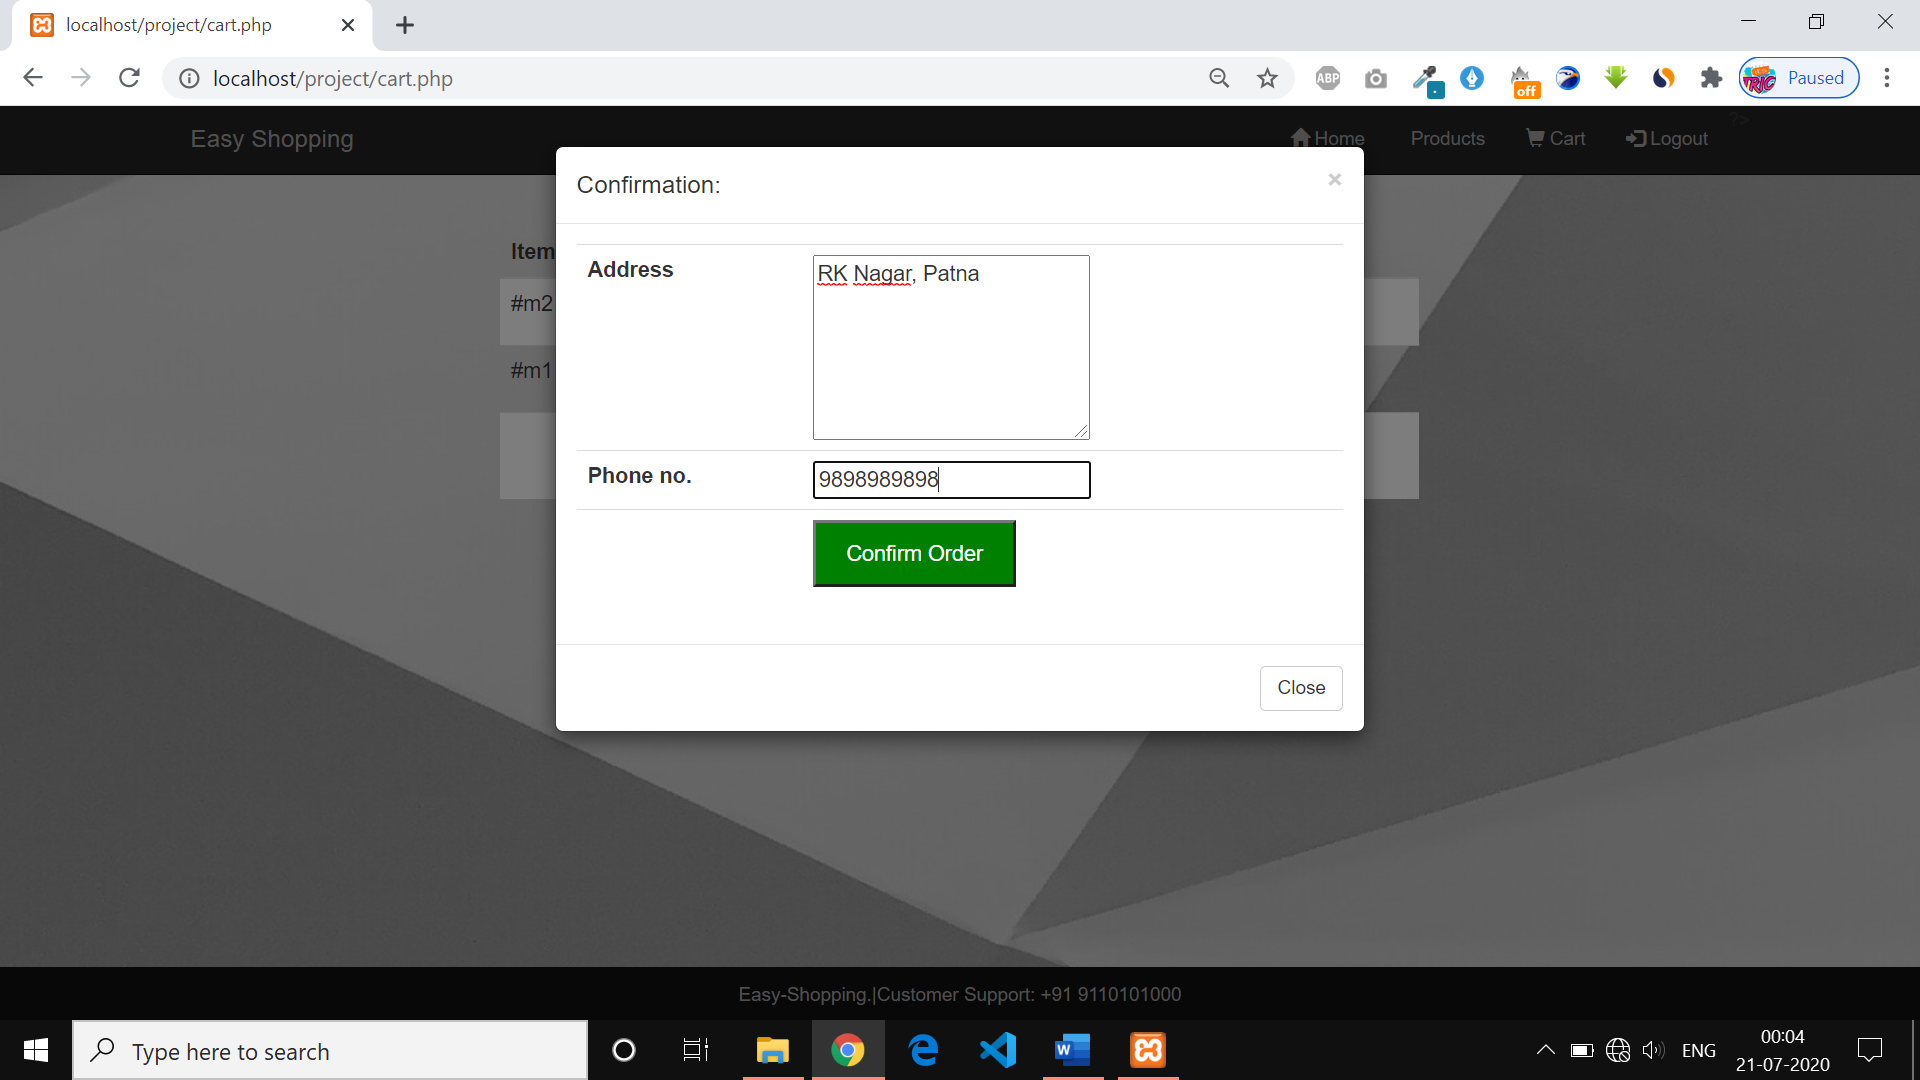 localhost/project/cart.php
localhost/project/cart.php
ABP
off
Paused
Easy Shopping
Home
Products
Cart
Logout
?>
Confirmation:
×
Item
#m2
#m1
Address
RK Nagar, Patna
Phone no.
9898989898
Confirm Order
Close
Easy-Shopping.|Customer Support: +91 9110101000
Type here to search
W
ENG
00:04
21-07-2020